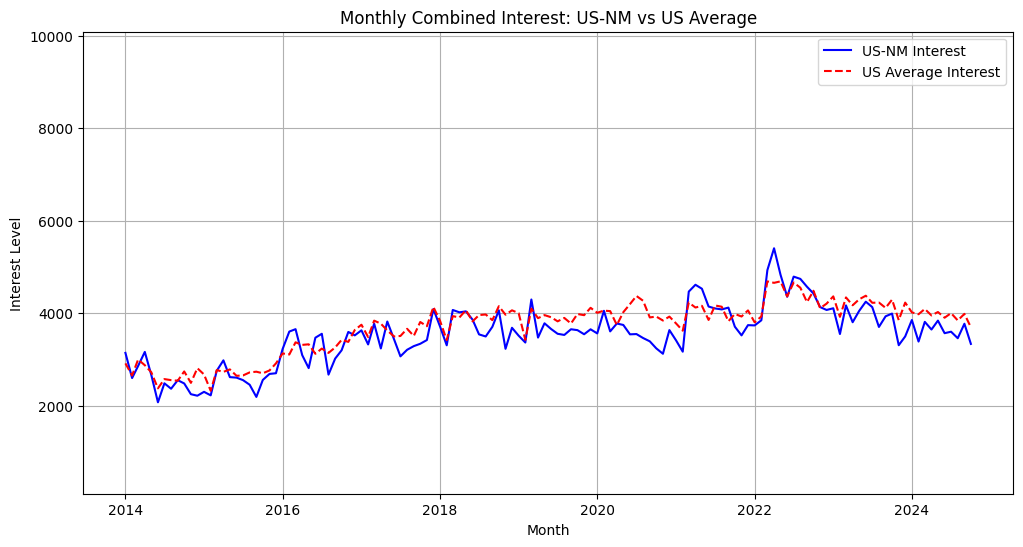 Monthly Combined Interest: US-NM vs US Average
US-NM Interest
US Average Interest
Interest Level
10000
8000
6000
4000
2000
2014 2016 2018 2020 2022 2024
Month